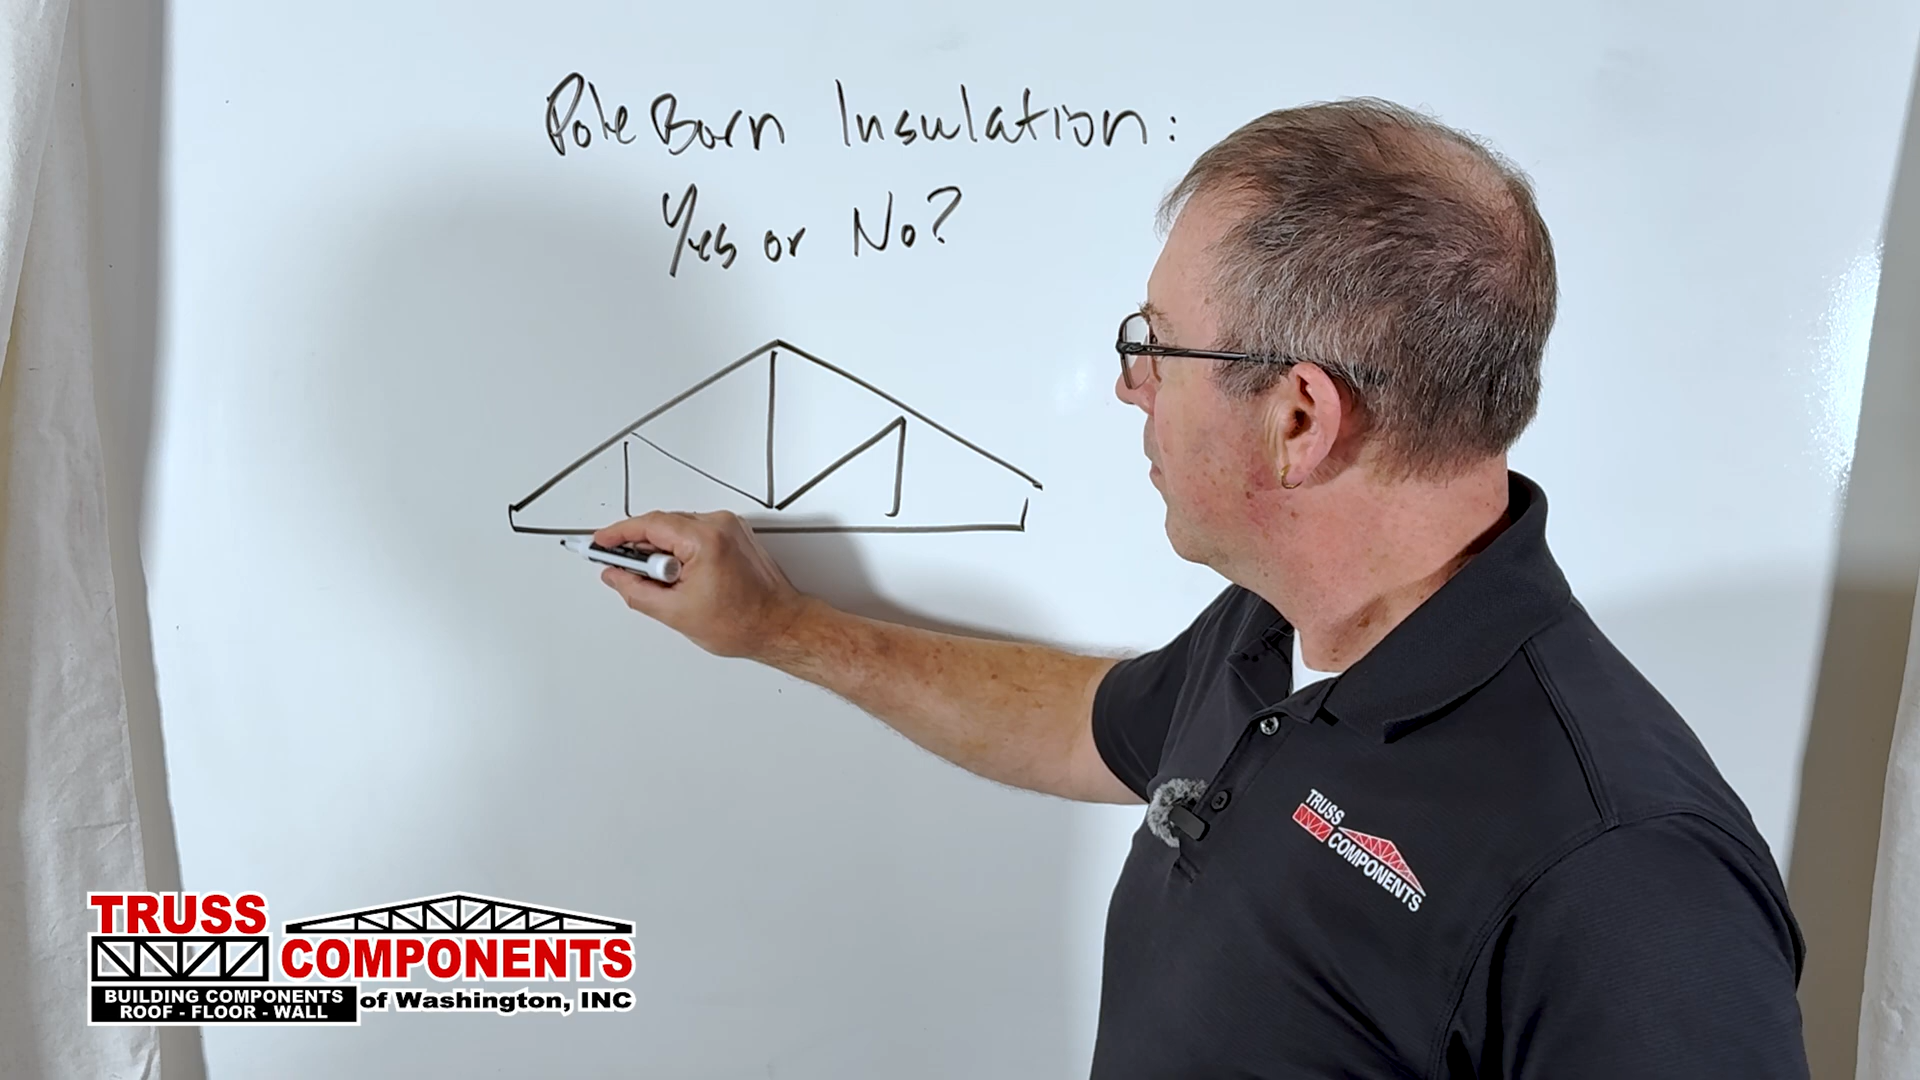 Pole Barn Insulation:
Yes or No?
TRUSS
COMPONENTS
TRUSS
COMPONENTS
BUILDING COMPONENTS
ROOF - FLOOR - WALL
of Washington, INC